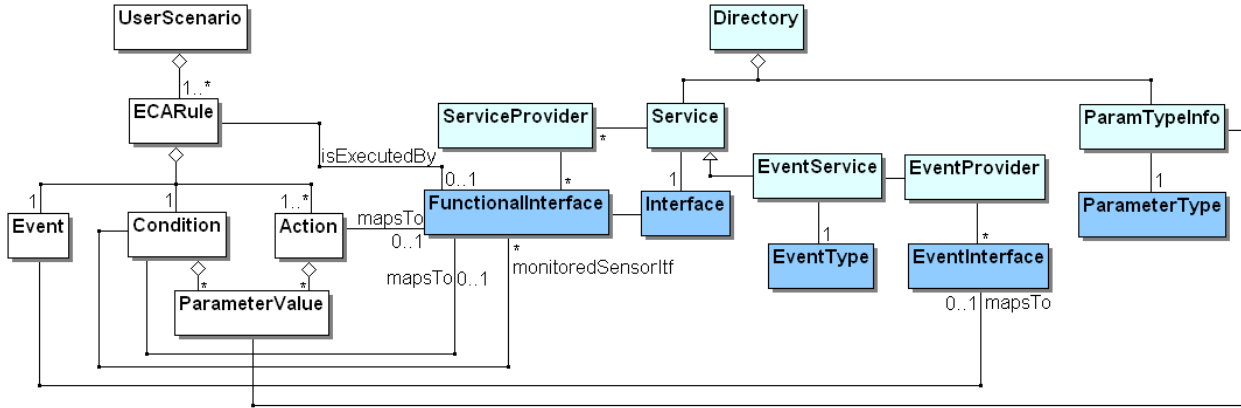 UserScenario
Directory
1..*
ECARule
ServiceProvider
*
Service
ParamTypeInfo
isExecutedBy
EventService
EventProvider
0..1
*
1
1
1
1
1..*
Event
Condition
Action
mapsTo
0..1
FunctionalInterface
Interface
ParameterType
1
*
EventType
EventInterface
*
monitoredSensorItf
mapsTo
0..1
*
*
ParameterValue
0..1
mapsTo